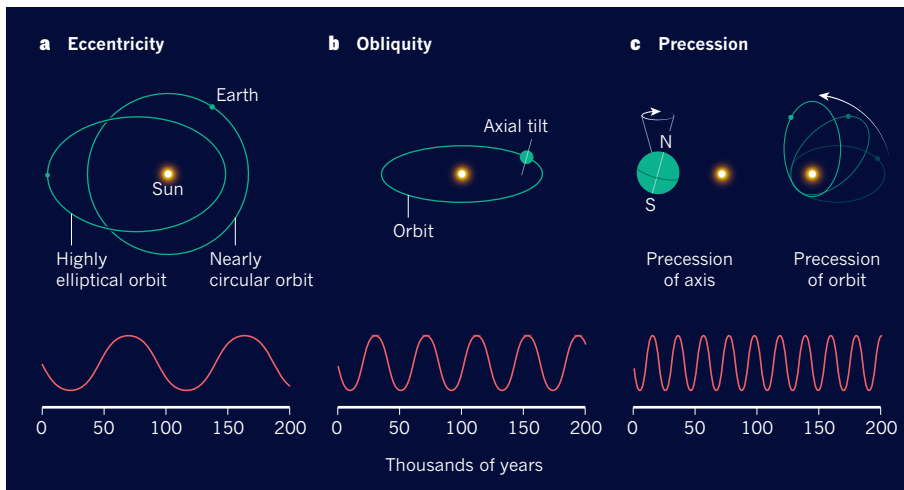 a Eccentricity
Earth
Sun
Highly
elliptical orbit
Nearly
circular orbit
0 50 100 150 200
b Obliquity
Axial tilt
Orbit
0 50 100 150 200
c Precession
N
S
Precession
of axis
Precession
of orbit
0 50 100 150 200
Thousands of years